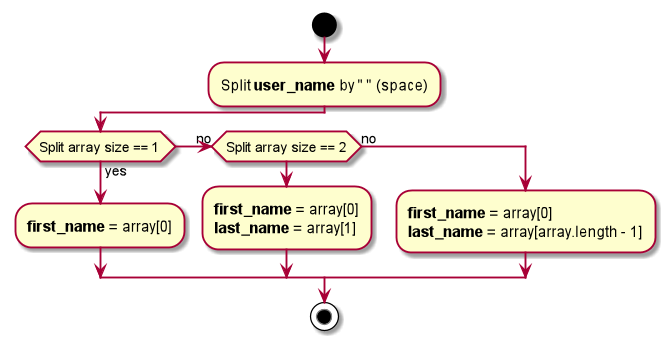 Split user_name by " " (space)
Split array size == 1
no
Split array size == 2
no
yes
first_name = array[0]
first_name = array[0]
last_name = array[1]
first_name = array[0]
last_name = array[array.length - 1]